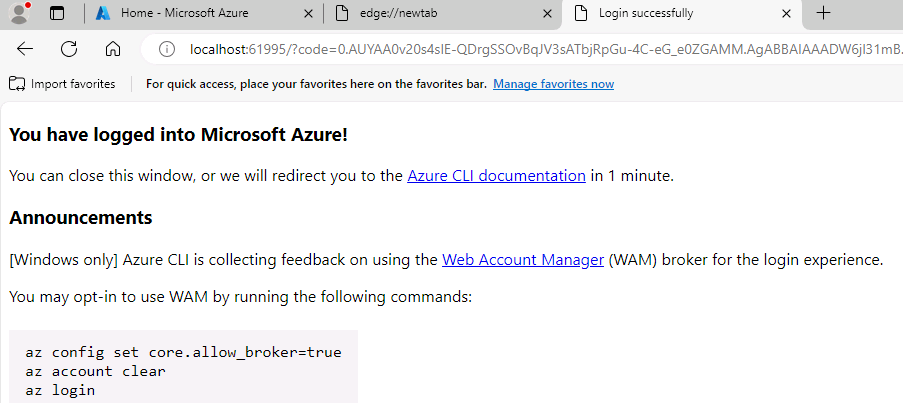 Home - Microsoft Azure
edge://newtab
Login successfully
localhost:61995/?code=0.AUYAA0v20s4slE-QDrgSSOvBqJV3sATbjRpGu-4C-eG_e0ZGAMM.AgABBAIAAADW6jl31mB.
Import favorites
For quick access, place your favorites here on the favorites bar. Manage favorites now
You have logged into Microsoft Azure!
You can close this window, or we will redirect you to the Azure CLI documentation in 1 minute.
Announcements
[Windows only] Azure CLI is collecting feedback on using the Web Account Manager (WAM) broker for the login experience.
You may opt-in to use WAM by running the following commands:
az config set core.allow_broker=true
az account clear
az login